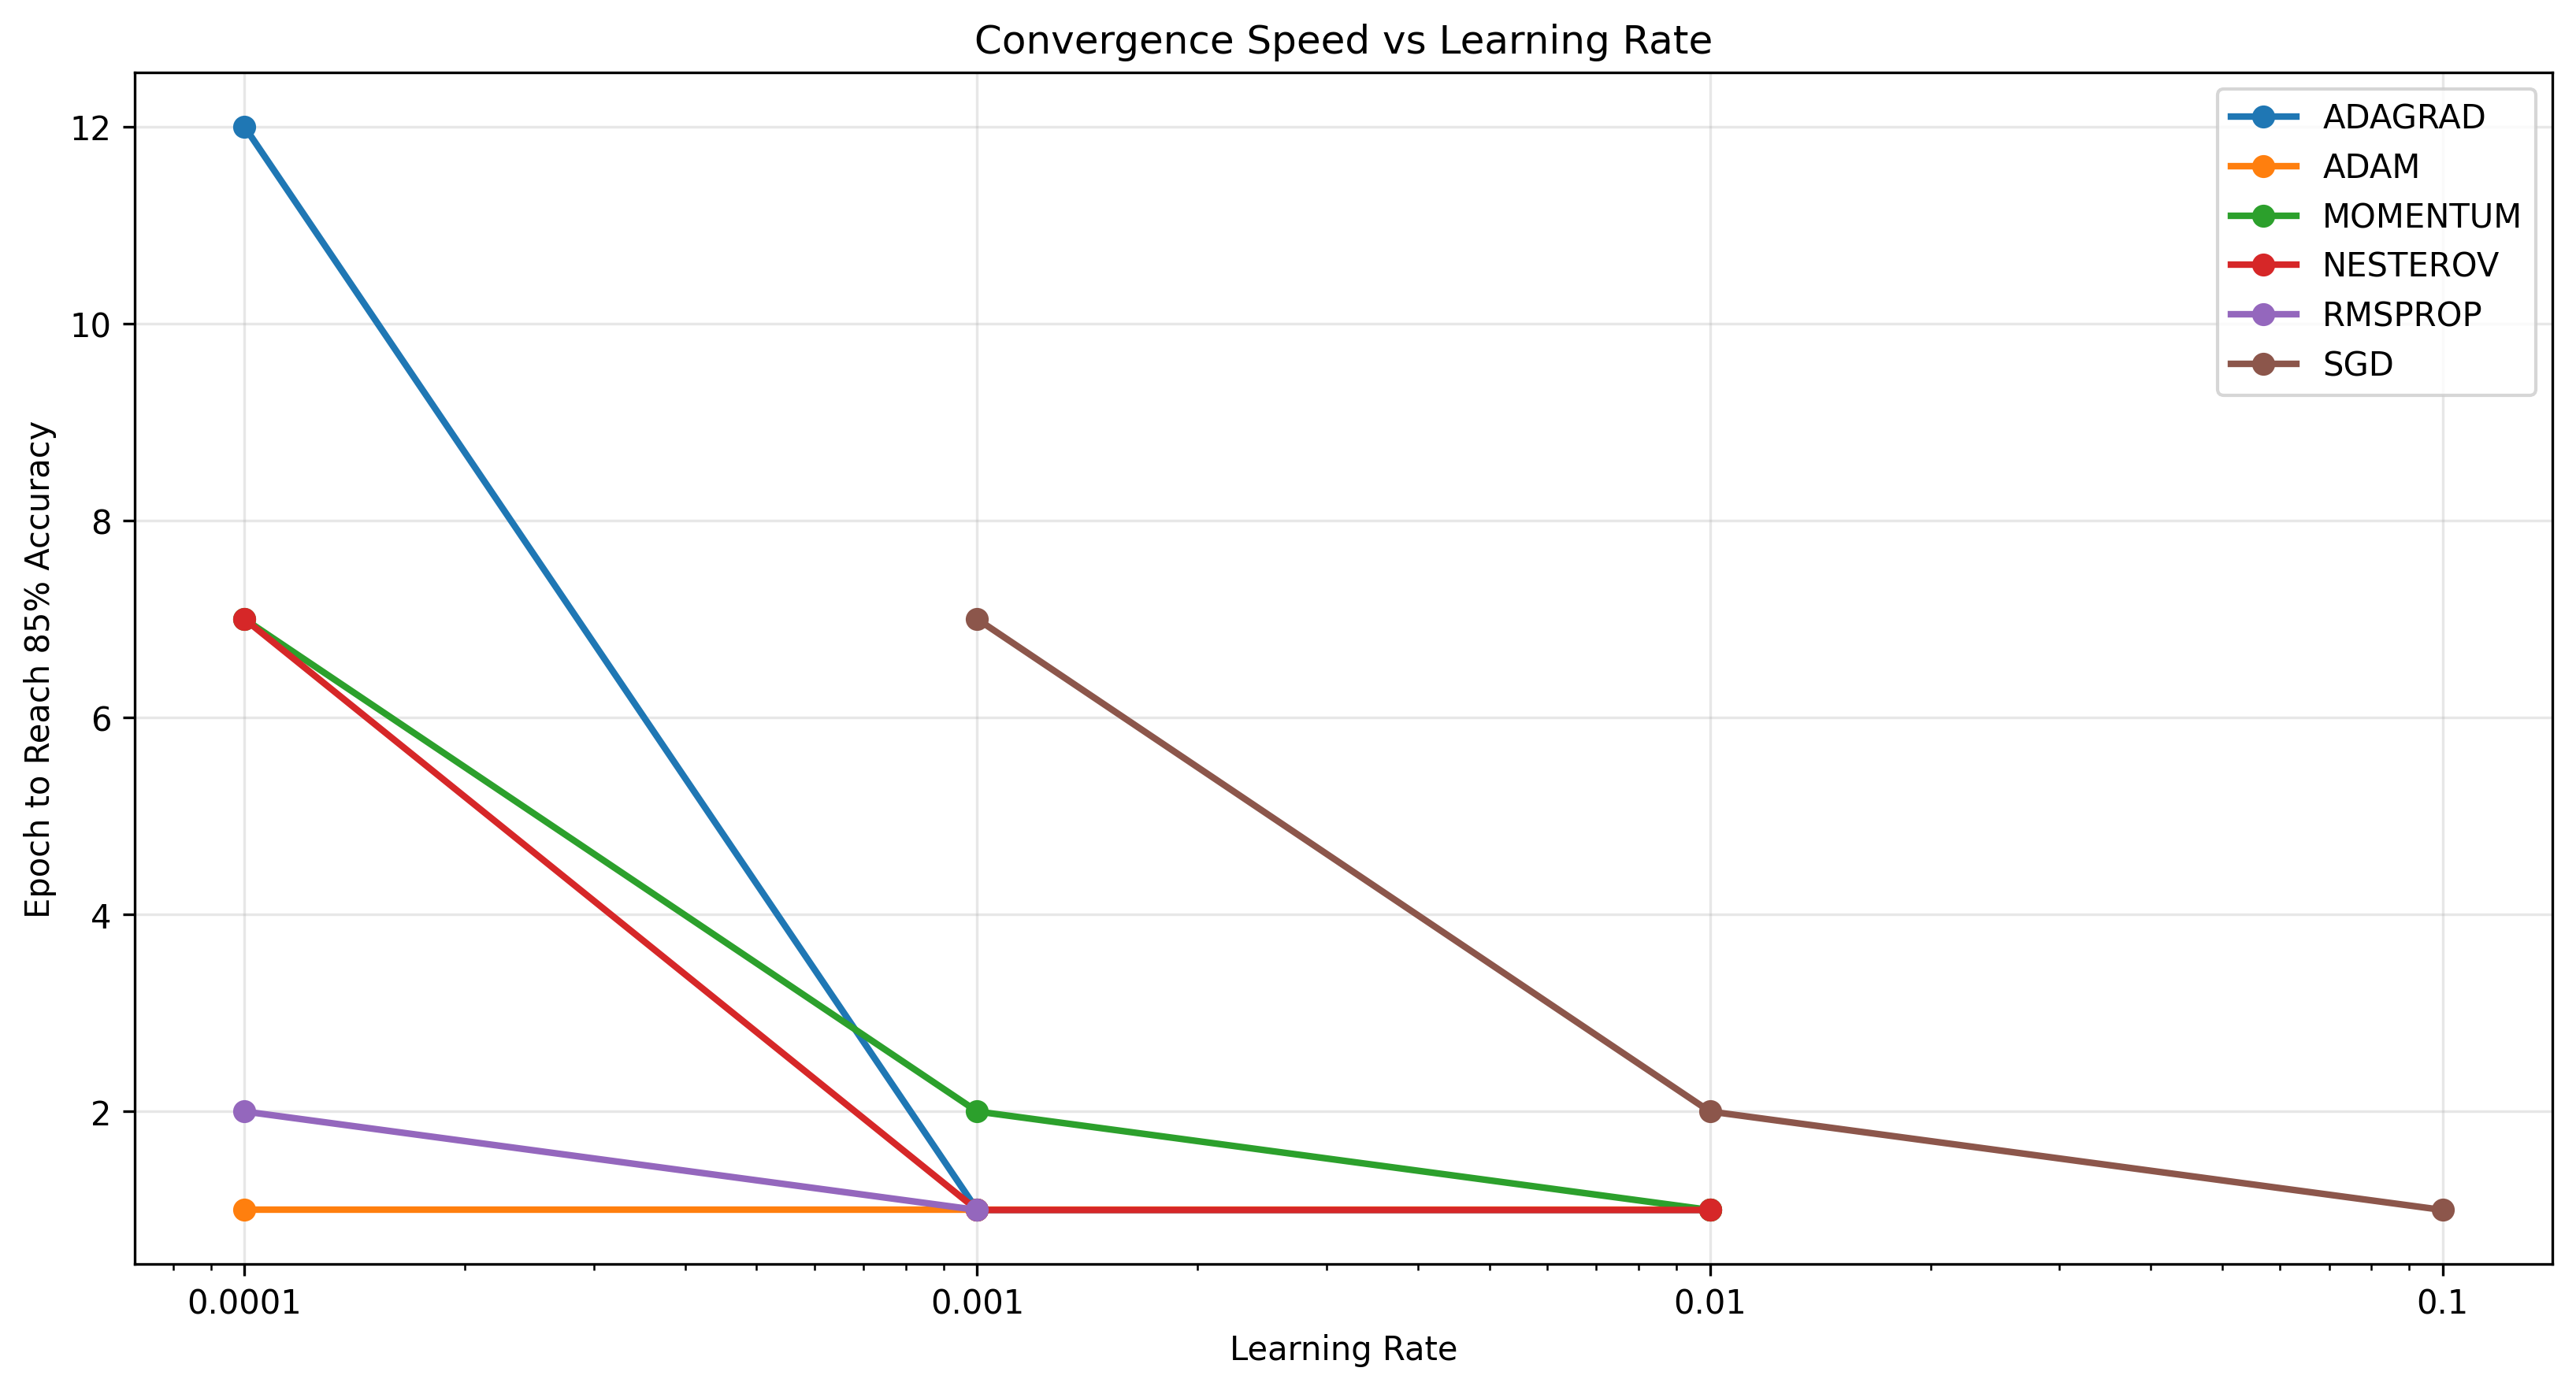 Convergence Speed vs Learning Rate
12
10
8
6
4
2
Epoch to Reach 85% Accuracy
ADAGRAD
ADAM
MOMENTUM
NESTEROV
RMSPROP
SGD
0.0001 0.001 0.01 0.1
Learning Rate